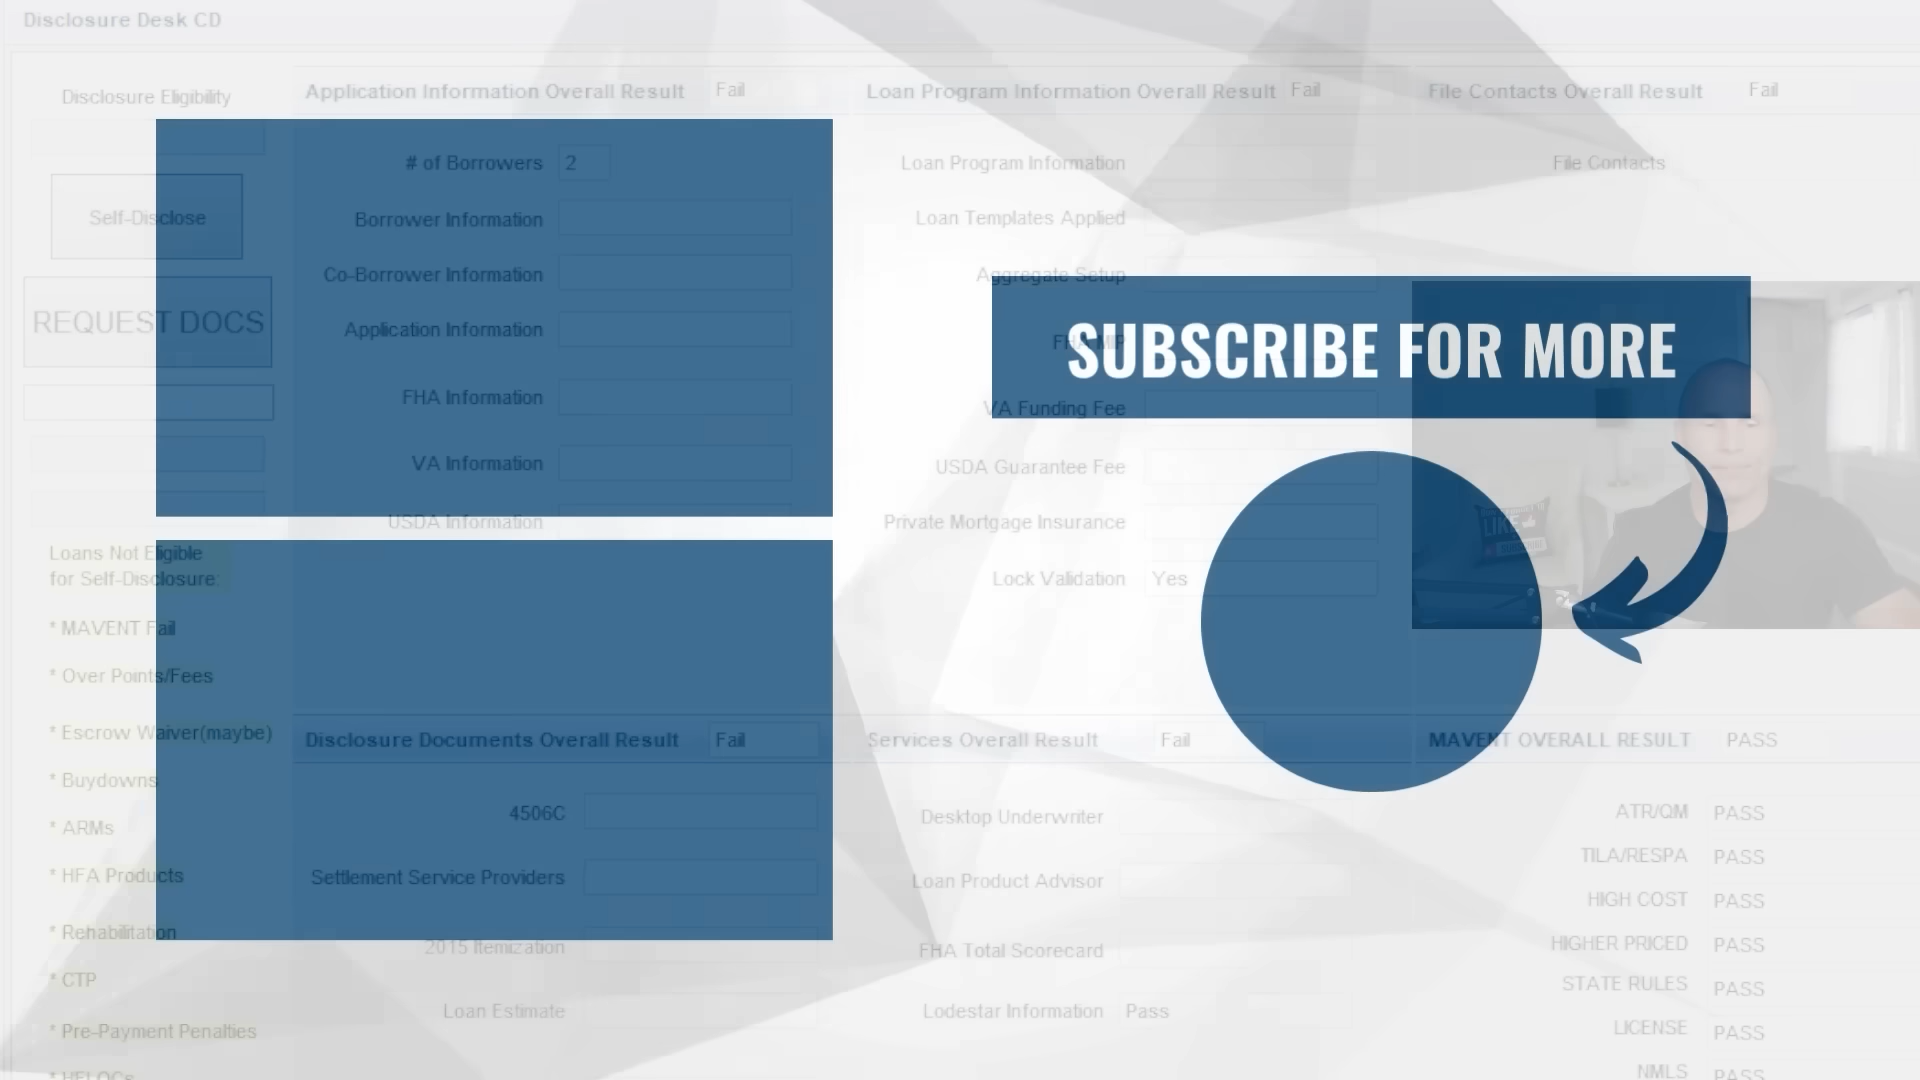 Disclosure Desk CD
Disclosure Eligibility
Application Information Overall Result Fail
Loan Program Information Overall Result Fail
File Contacts Overall Result Fail
Self-Disclose
REQUEST DOCS
# of Borrowers 2
Borrower Information
Co-Borrower Information
Application Information
FHA Information
VA Information
USDA Information
Loan Program Information
Loan Templates Applied
Aggregate Setup
FHA MIP
VA Funding Fee
USDA Guarantee Fee
Private Mortgage Insurance
Lock Validation Yes
File Contacts
SUBSCRIBE FOR MORE
LIKE
Loans Not Eligible
for Self-Disclosure:
* MAVENT Fail
* Over Points/Fees
* Escrow Waiver(maybe)
* Buydowns
* ARMs
* HFA Products
* Rehabilitation
* CTP
* Pre-Payment Penalties
* HELOCs
Disclosure Documents Overall Result Fail
4506C
Settlement Service Providers
2015 Itemization
Loan Estimate
Services Overall Result Fail
Desktop Underwriter
Loan Product Advisor
FHA Total Scorecard
Lodestar Information Pass
MAVENT OVERALL RESULT PASS
ATR/QM PASS
TILA/RESPA PASS
HIGH COST PASS
HIGHER PRICED PASS
STATE RULES PASS
LICENSE PASS
NMLS PASS